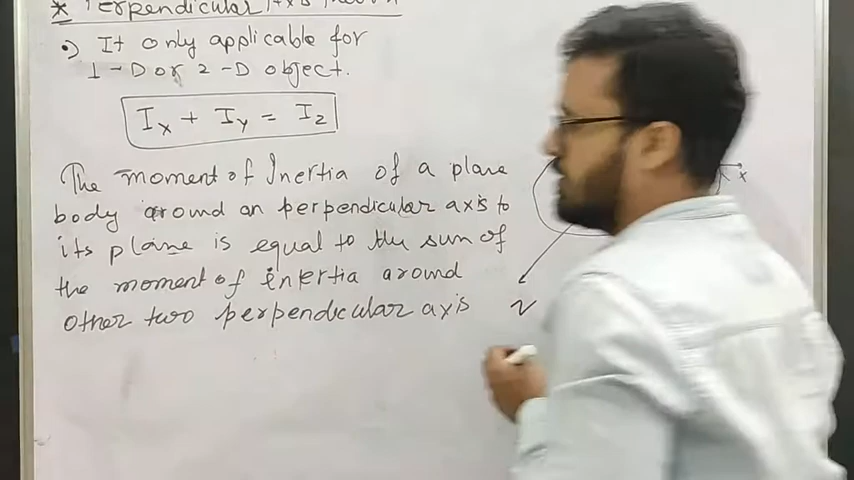 * Perpendicular Axis theorem
•) It only applicable for
1-D or 2-D object.
Ix + Iy = Iz
The moment of Inertia of a plane
body around an perpendicular axis to
its plane is equal to the sum of
the moment of inertia around
other two perpendicular axis
x